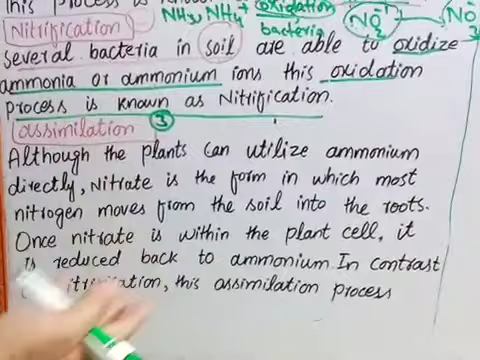 This process is
NH3, NH4+ oxidation bacteria NO2- NO3
Nitrification
Several bacteria in soil are able to oxidize
ammonia or ammonium ions this oxidation
process is known as Nitrification.
assimilation 3
Although the plants can utilize ammonium
directly, Nitrate is the form in which most
nitrogen moves from the soil into the roots.
Once nitrate is within the plant cell, it
is reduced back to ammonium. In contrast
this assimilation process